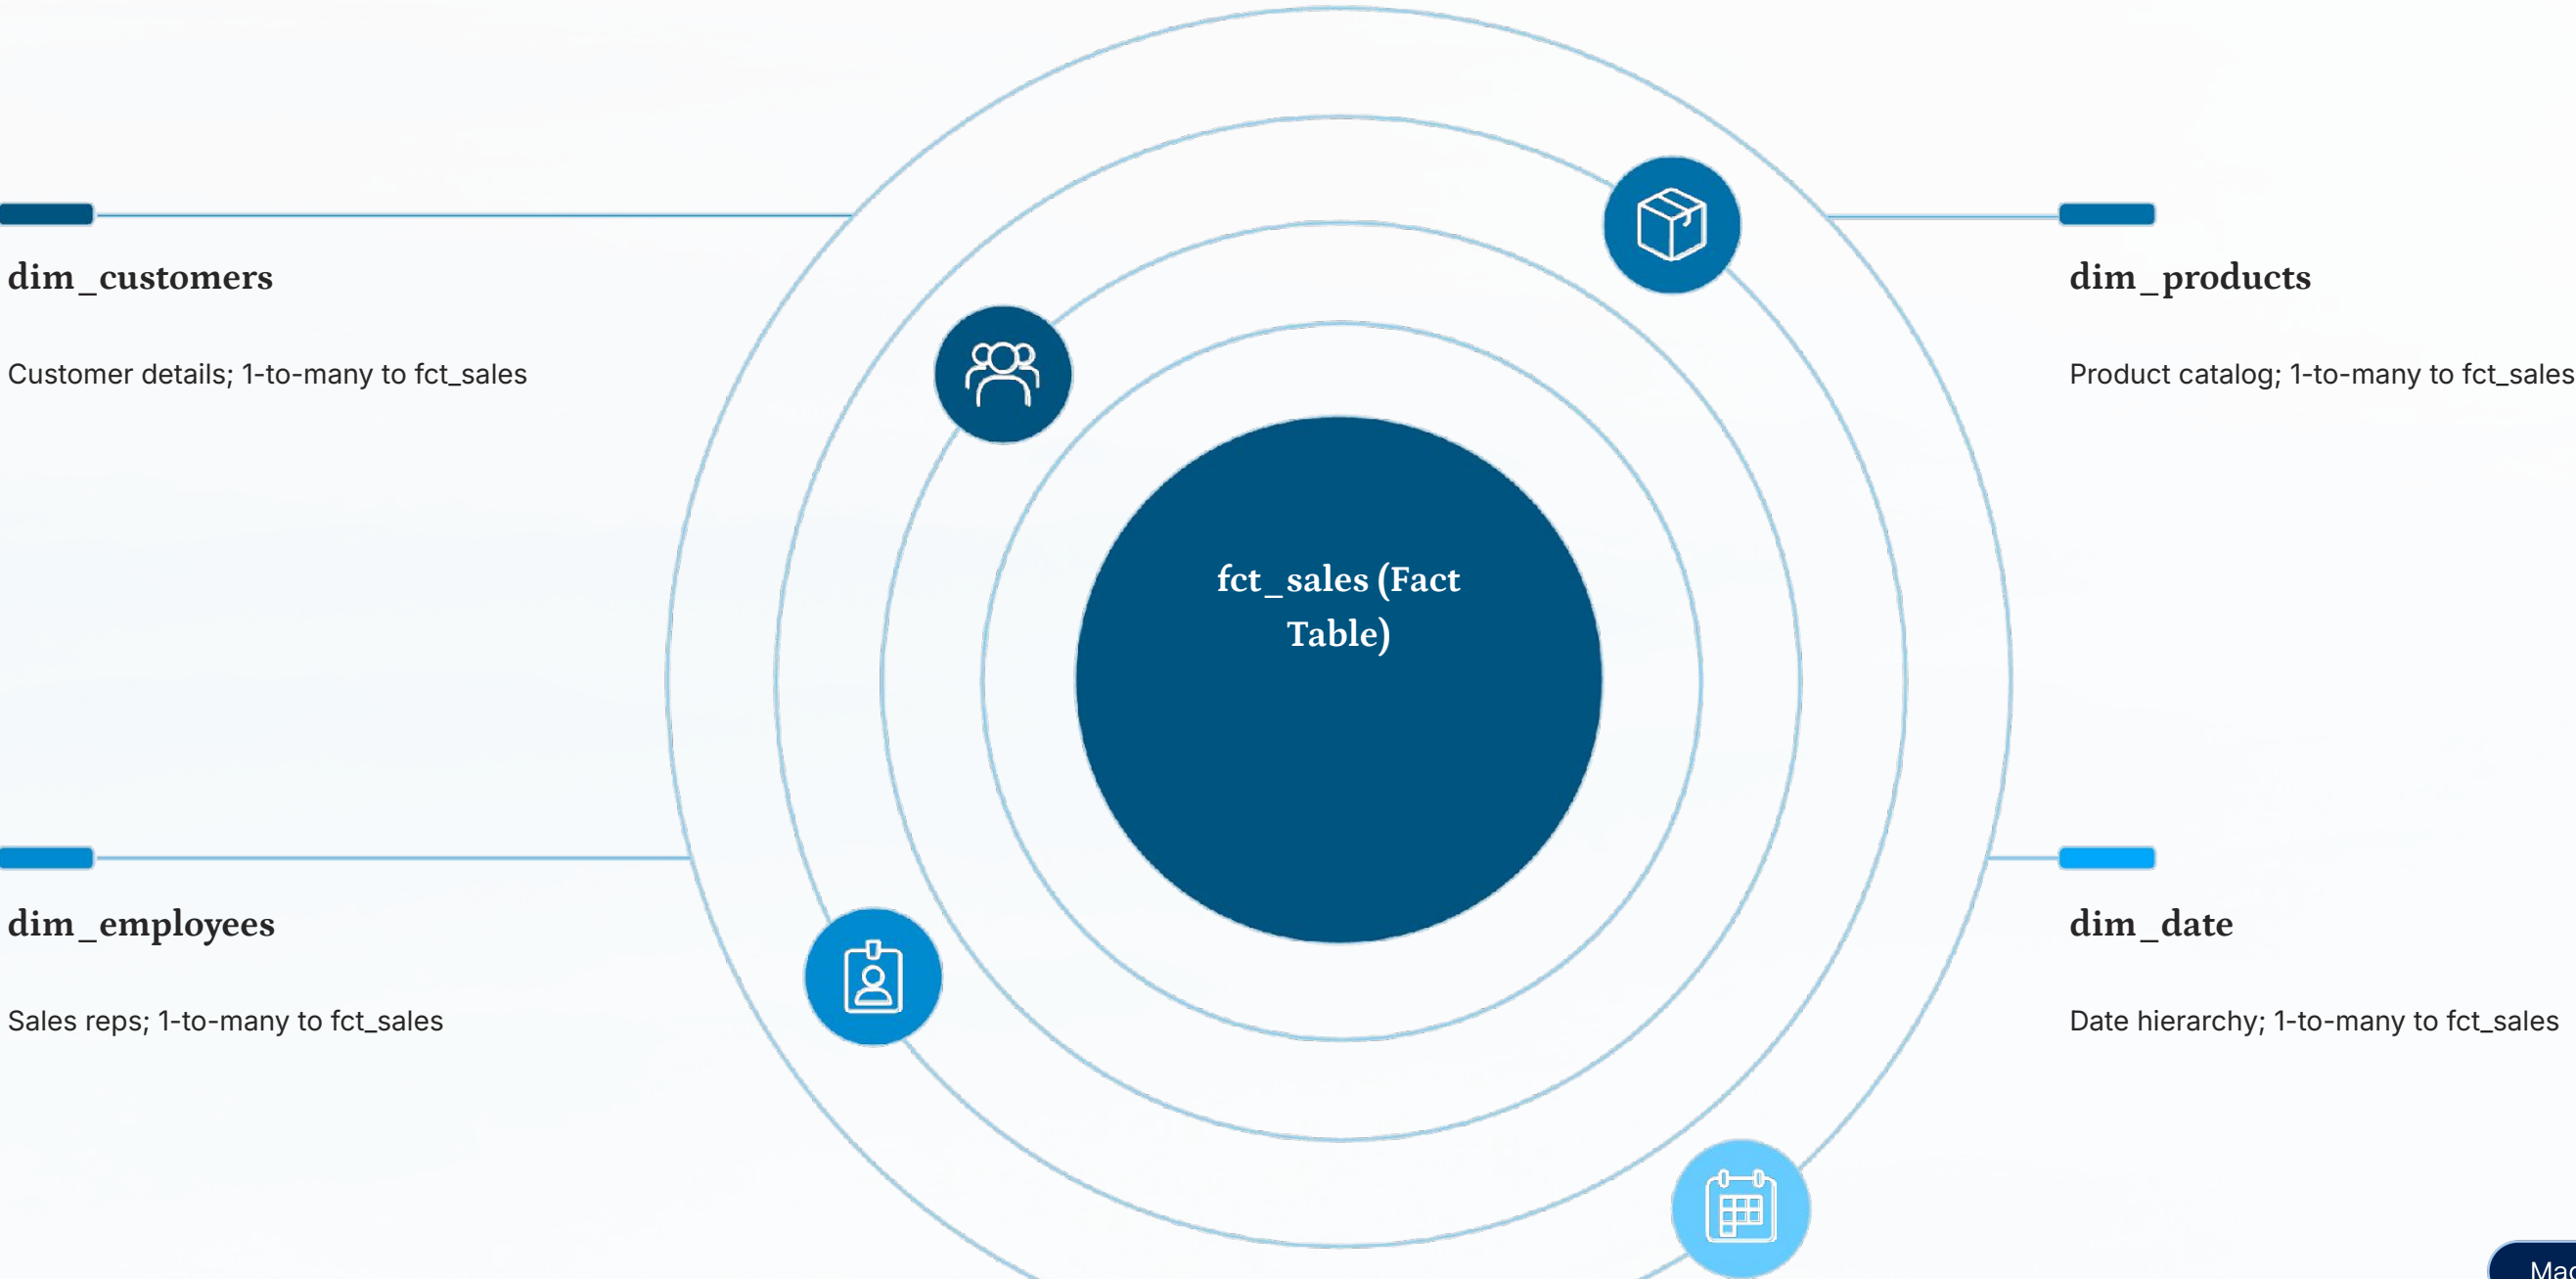 dim_customers
Customer details; 1-to-many to fct_sales
dim_products
Product catalog; 1-to-many to fct_sales
fct_sales (Fact
Table)
dim_employees
Sales reps; 1-to-many to fct_sales
dim_date
Date hierarchy; 1-to-many to fct_sales